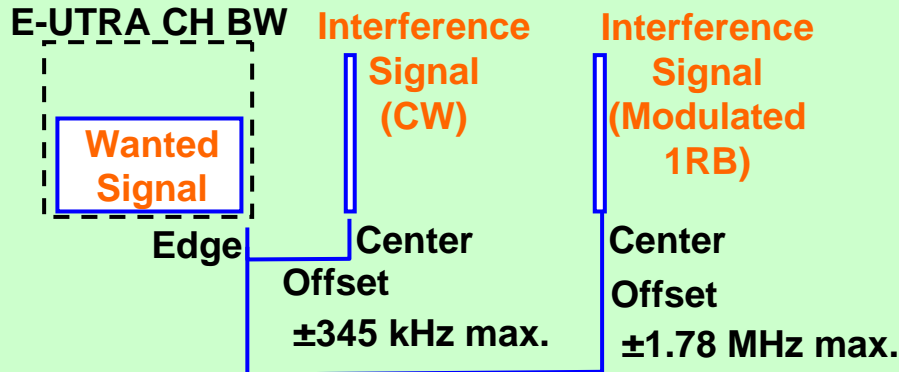 E-UTRA CH BW
Interference
Signal
(CW)
Interference
Signal
(Modulated
1RB)
Wanted
Signal
Edge
Center
Offset
±345 kHz max.
Center
Offset
±1.78 MHz max.